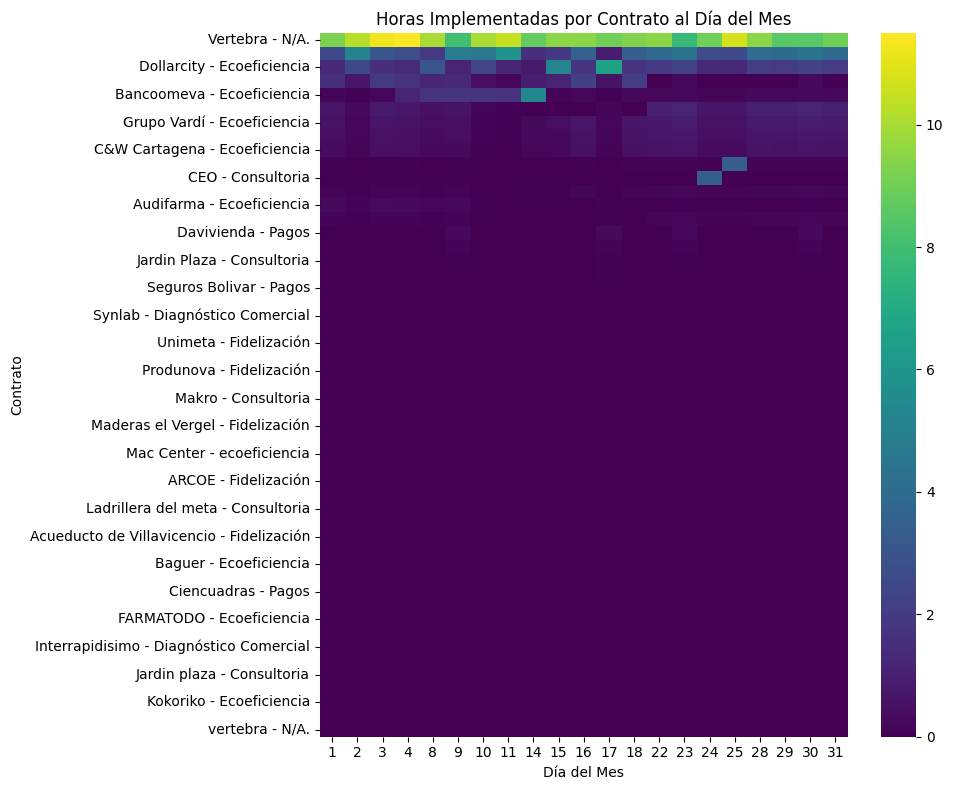 Horas Implementadas por Contrato al Día del Mes
Vertebra - N/A.
Dollarcity - Ecoeficiencia
Bancoomeva - Ecoeficiencia
Grupo Vardí - Ecoeficiencia
C&W Cartagena - Ecoeficiencia
CEO - Consultoria
Audifarma - Ecoeficiencia
Davivienda - Pagos
Jardin Plaza - Consultoria
Seguros Bolivar - Pagos
Synlab - Diagnóstico Comercial
Unimeta - Fidelización
Produnova - Fidelización
Makro - Consultoria
Maderas el Vergel - Fidelización
Mac Center - ecoeficiencia
ARCOE - Fidelización
Ladrillera del meta - Consultoria
Acueducto de Villavicencio - Fidelización
Baguer - Ecoeficiencia
Ciencuadras - Pagos
FARMATODO - Ecoeficiencia
Interrapidisimo - Diagnóstico Comercial
Jardin plaza - Consultoria
Kokoriko - Ecoeficiencia
vertebra - N/A.
Contrato
1 2 3 4 8 9 10 11 14 15 16 17 18 22 23 24 25 28 29 30 31
Día del Mes
10
8
6
4
2
0